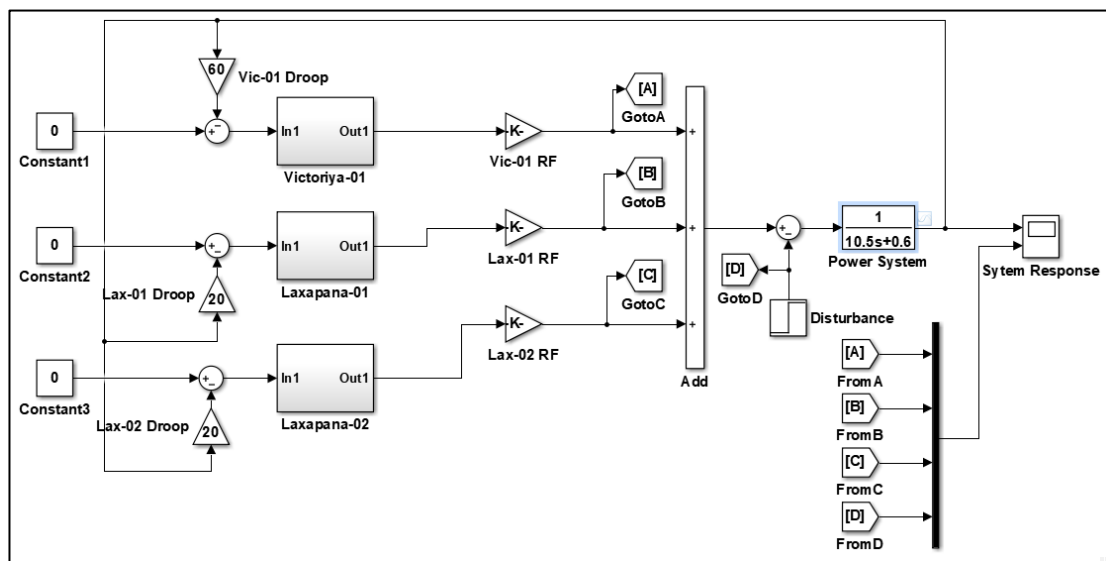 60
Vic-01 Droop
0
Constant1
+
−
In1
Out1
Victoriya-01
-K-
Vic-01 RF
[A]
GotoA
+
0
Constant2
+
−
Lax-01 Droop
20
In1
Out1
Laxapana-01
-K-
Lax-01 RF
[B]
GotoB
+
0
Constant3
+
−
Lax-02 Droop
20
In1
Out1
Laxapana-02
-K-
Lax-02 RF
[C]
GotoC
+
Add
+
−
[D]
GotoD
Disturbance
1
10.5s+0.6
Power System
Sytem Response
[A]
FromA
[B]
FromB
[C]
FromC
[D]
FromD